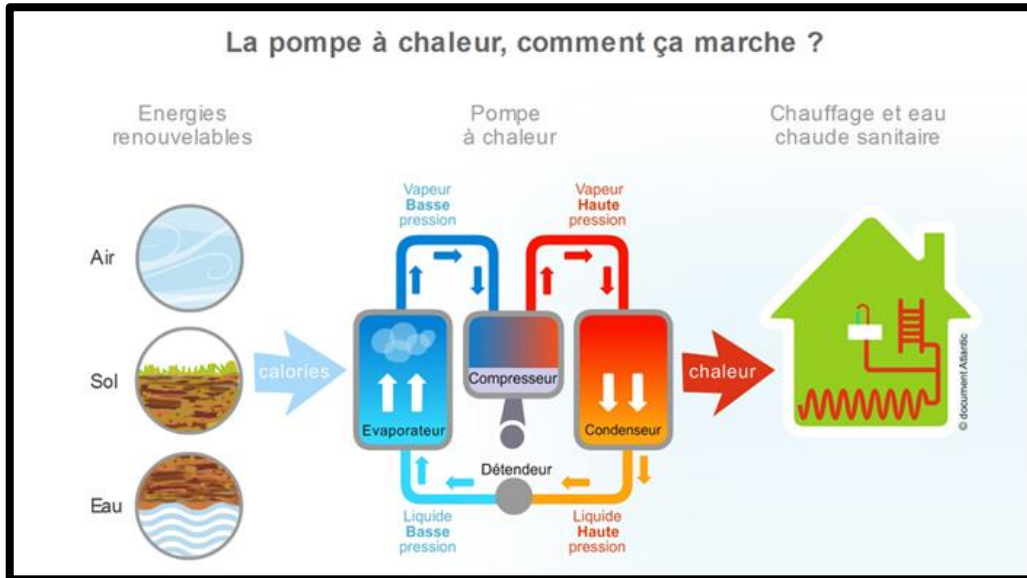 La pompe à chaleur, comment ça marche ?
Energies
renouvelables
Pompe
à chaleur
Chauffage et eau
chaude sanitaire
Vapeur
Basse
pression
Vapeur
Haute
pression
Air
Sol
Eau
calories
Evaporateur
Compresseur
Condenseur
chaleur
Détendeur
Liquide
Basse
pression
Liquide
Haute
pression
© document Atlantic